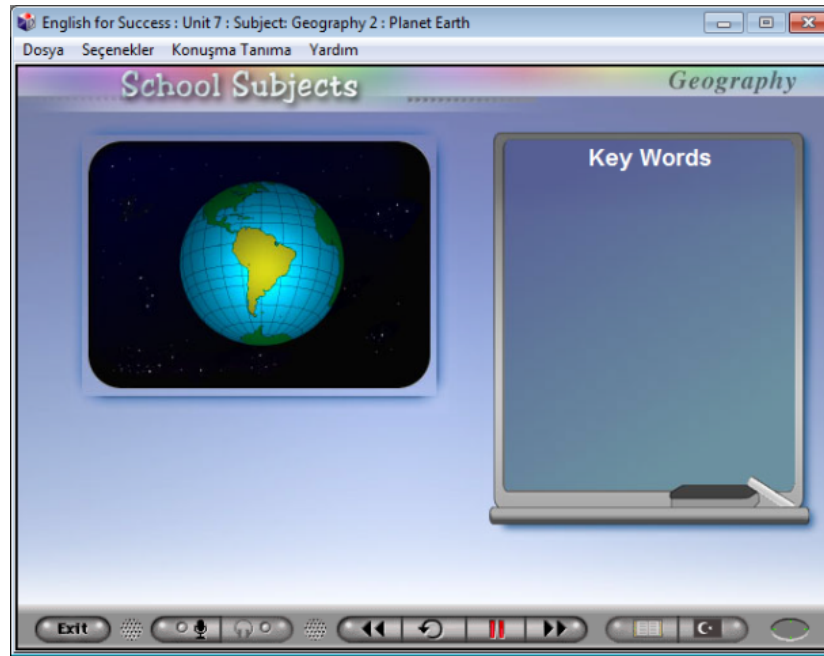 English for Success : Unit 7 : Subject: Geography 2 : Planet Earth
Dosya Seçenekler Konuşma Tanıma Yardım
School Subjects
Geography
Key Words
Exit